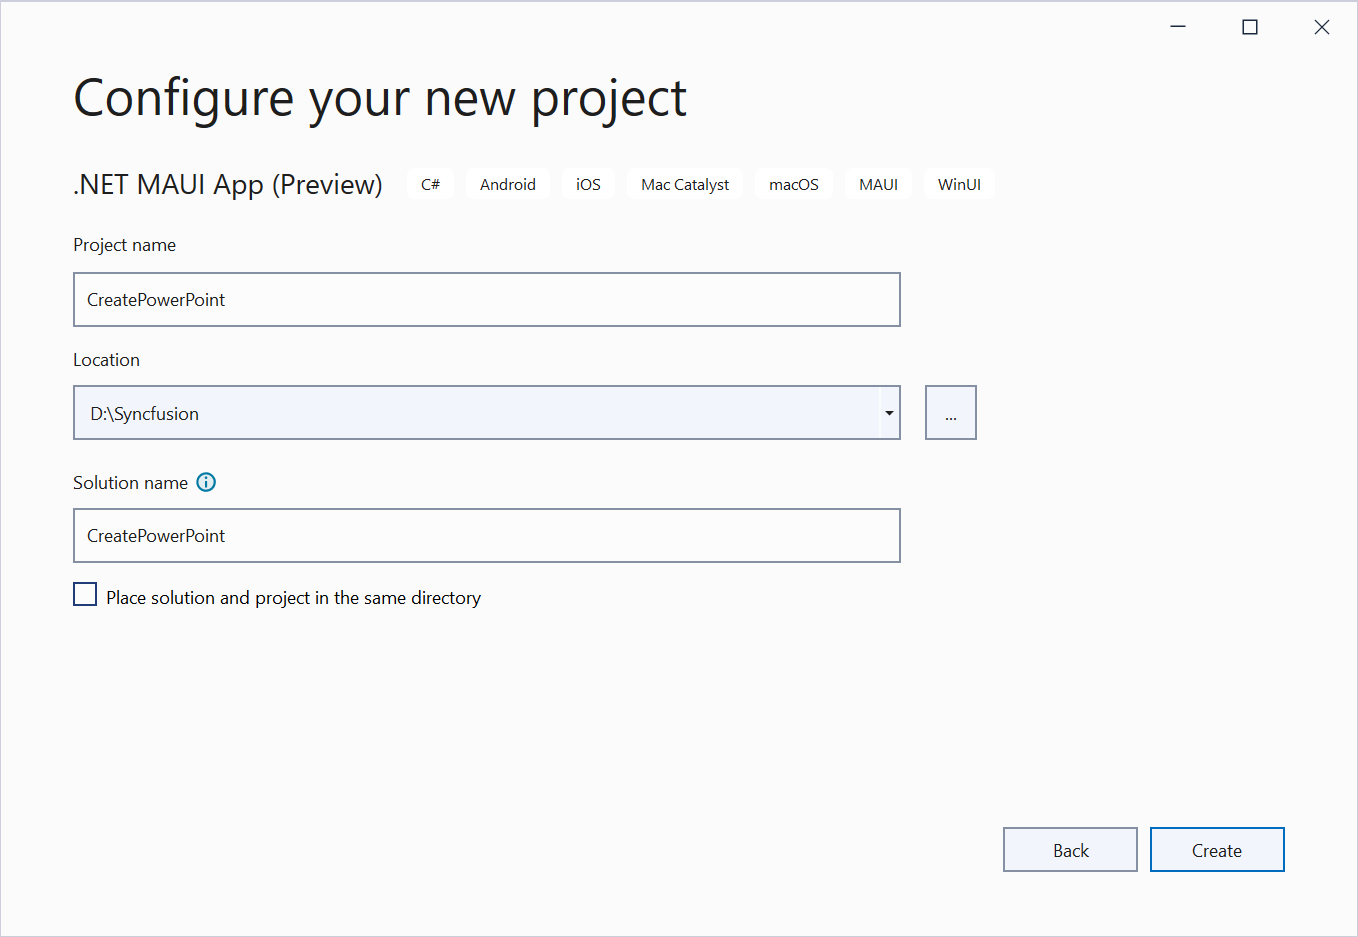 Configure your new project
.NET MAUI App (Preview) C# Android iOS Mac Catalyst macOS MAUI WinUI
Project name
CreatePowerPoint
Location
D:\Syncfusion
...
Solution name
CreatePowerPoint
Place solution and project in the same directory
Back Create